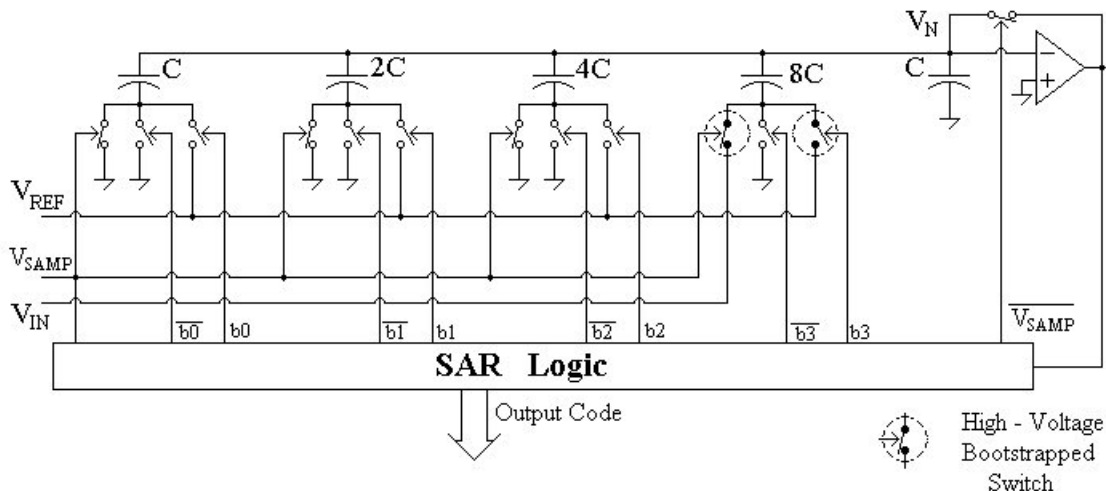 V_N
C
2C
4C
8C
C
−
+
V_REF
V_SAMP
V_IN
b0̅ b0
b1̅ b1
b2̅ b2
b3̅ b3
V̅_S̅A̅M̅P̅
SAR Logic
Output Code
High - Voltage
Bootstrapped
Switch